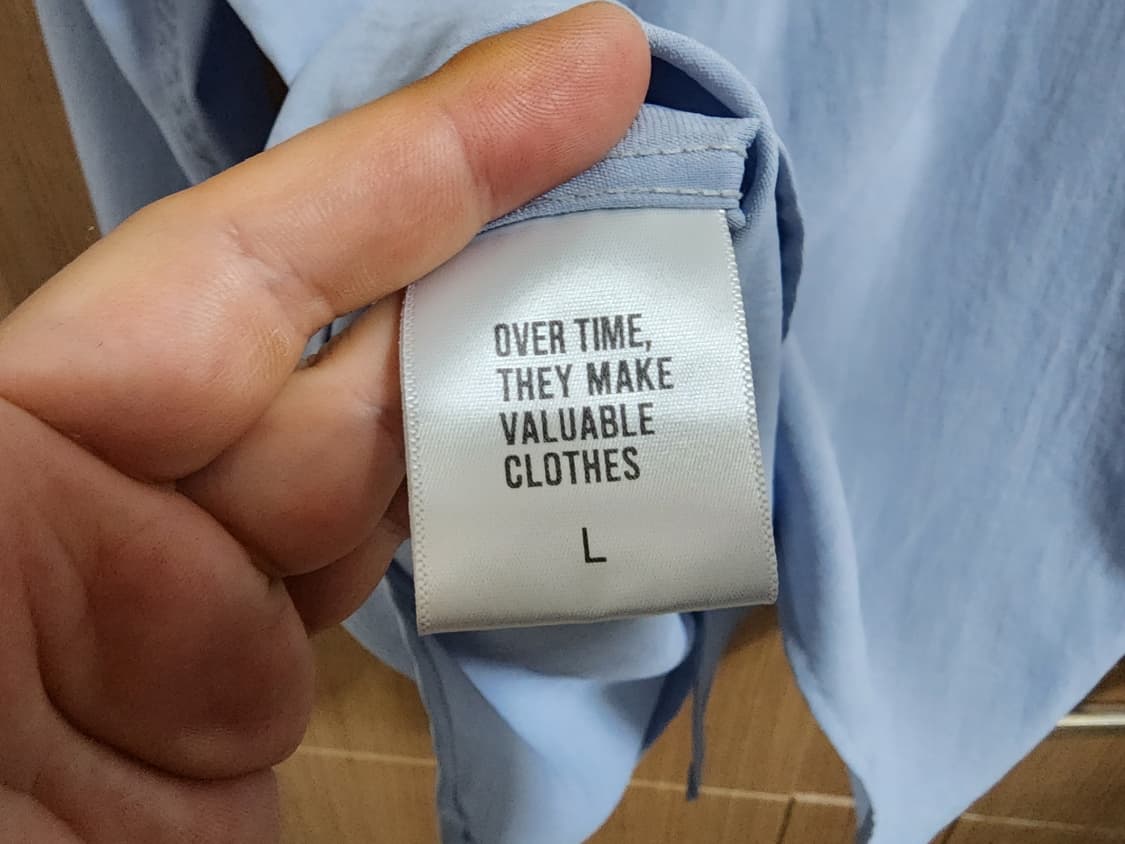 OVER TIME,
THEY MAKE
VALUABLE
CLOTHES
L